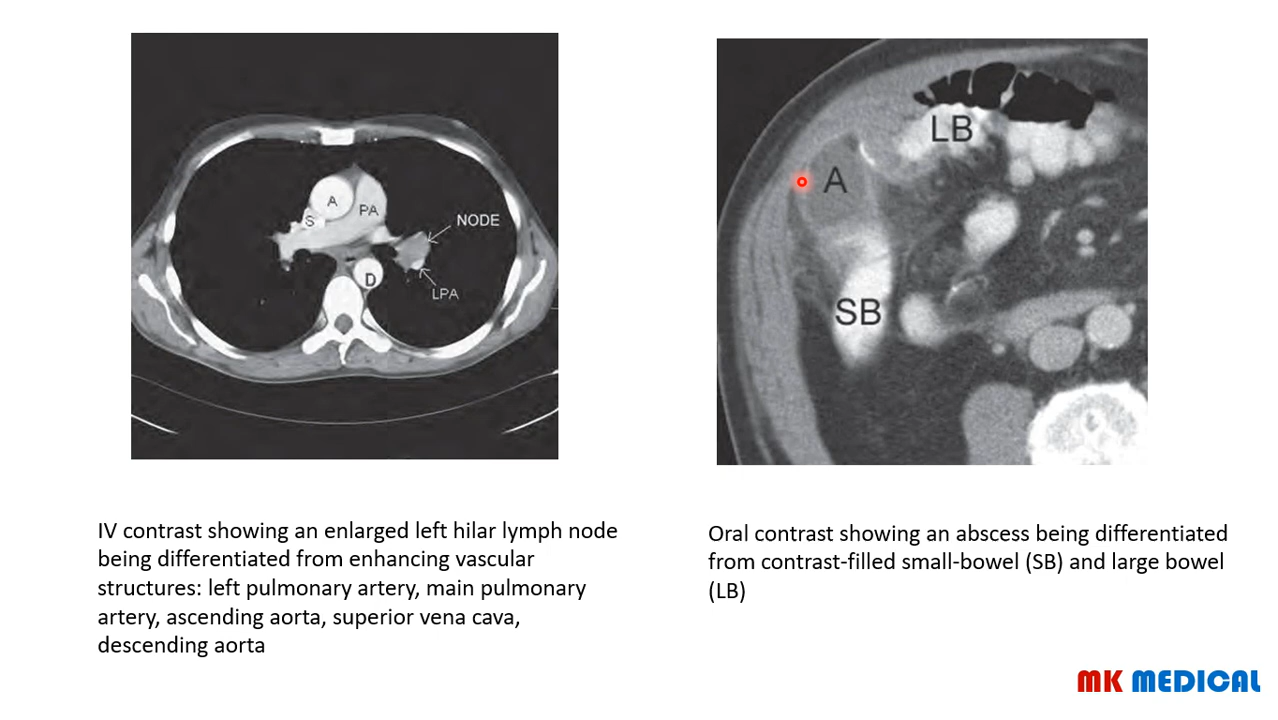 A
PA
S
NODE
D
LPA
LB
A
SB
IV contrast showing an enlarged left hilar lymph node
being differentiated from enhancing vascular
structures: left pulmonary artery, main pulmonary
artery, ascending aorta, superior vena cava,
descending aorta
Oral contrast showing an abscess being differentiated
from contrast-filled small-bowel (SB) and large bowel
(LB)
MK MEDICAL